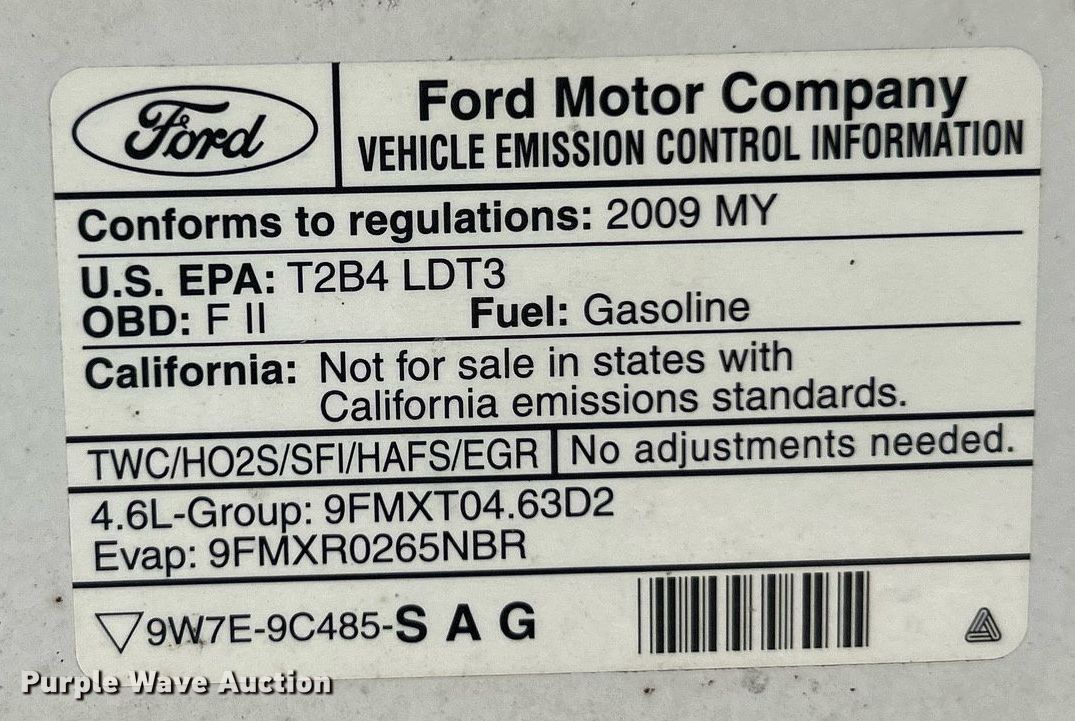 Ford
Ford Motor Company
VEHICLE EMISSION CONTROL INFORMATION
Conforms to regulations: 2009 MY
U.S. EPA: T2B4 LDT3
OBD: F II Fuel: Gasoline
California: Not for sale in states with
California emissions standards.
TWC/HO2S/SFI/HAFS/EGR No adjustments needed.
4.6L-Group: 9FMXT04.63D2
Evap: 9FMXR0265NBR
9W7E-9C485-S A G
Purple Wave Auction